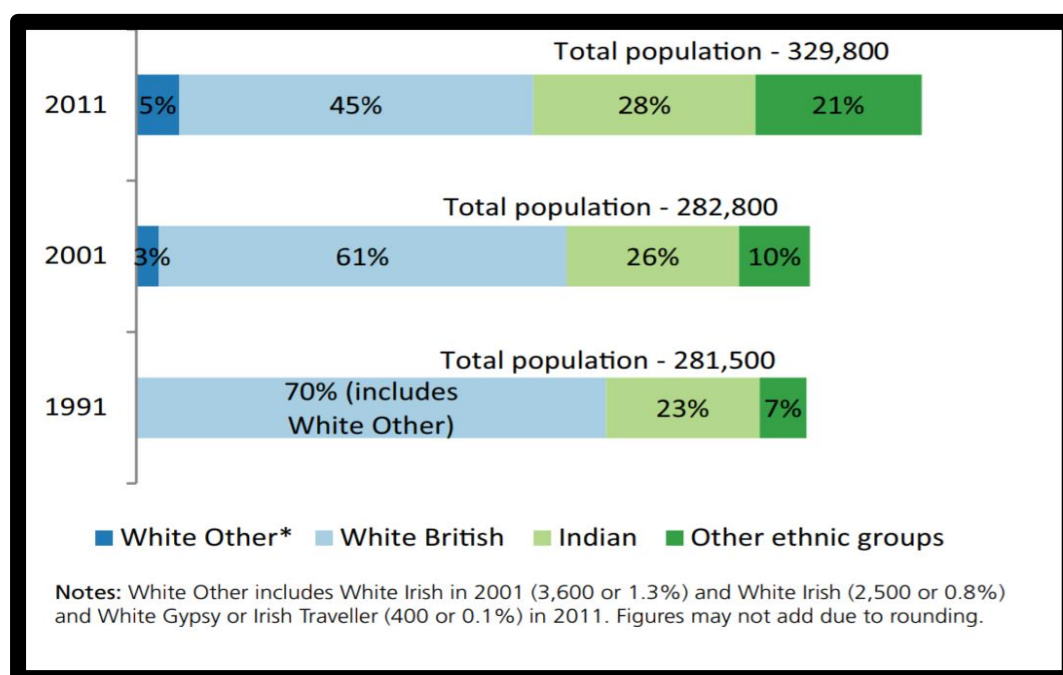 Total population - 329,800
2011
5%
45%
28%
21%
Total population - 282,800
2001
3%
61%
26%
10%
Total population - 281,500
1991
70% (includes
White Other)
23%
7%
White Other*
White British
Indian
Other ethnic groups
Notes: White Other includes White Irish in 2001 (3,600 or 1.3%) and White Irish (2,500 or 0.8%)
and White Gypsy or Irish Traveller (400 or 0.1%) in 2011. Figures may not add due to rounding.